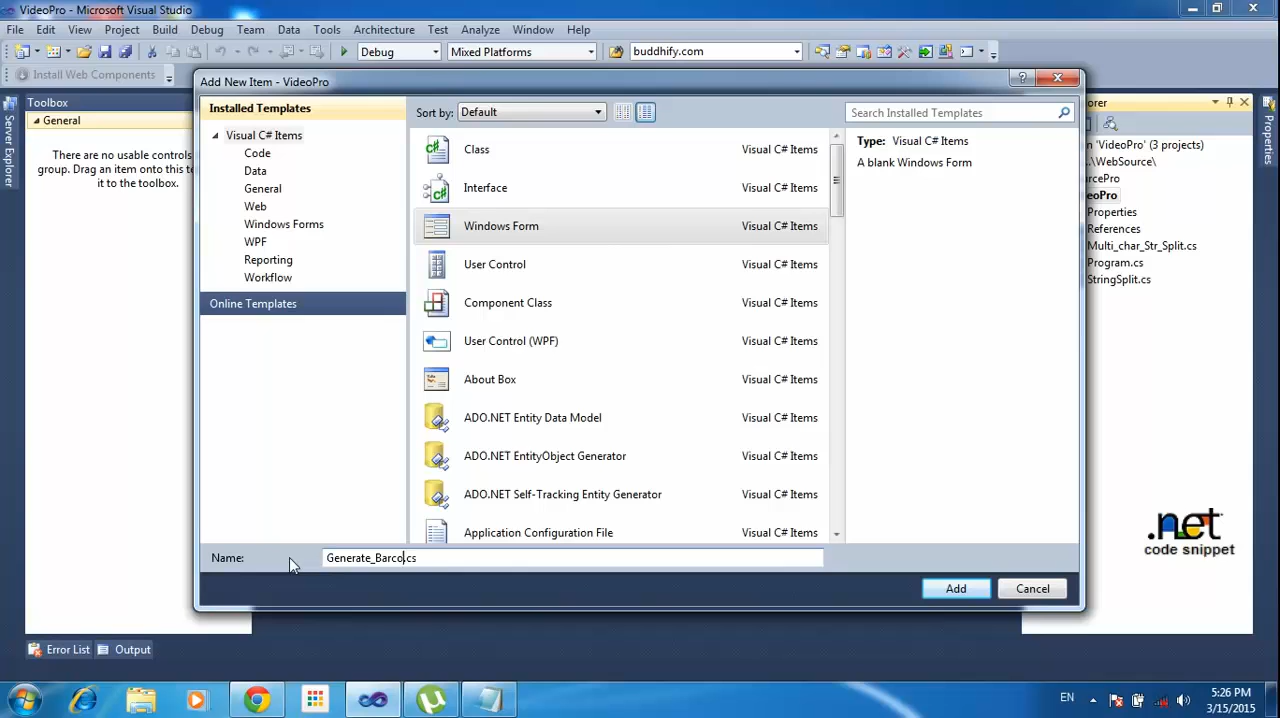 VideoPro - Microsoft Visual Studio
File Edit View Project Build Debug Team Data Tools Architecture Test Analyze Window Help
Debug Mixed Platforms buddhify.com
Install Web Components
Add New Item - VideoPro
Toolbox
General
There are no usable controls
group. Drag an item onto this te
it to the toolbox.
Server Explorer
Installed Templates
Visual C# Items
Code
Data
General
Web
Windows Forms
WPF
Reporting
Workflow
Online Templates
Sort by: Default
Search Installed Templates
Class Visual C# Items
Interface Visual C# Items
Windows Form Visual C# Items
User Control Visual C# Items
Component Class Visual C# Items
User Control (WPF) Visual C# Items
About Box Visual C# Items
ADO.NET Entity Data Model Visual C# Items
ADO.NET EntityObject Generator Visual C# Items
ADO.NET Self-Tracking Entity Generator Visual C# Items
Application Configuration File Visual C# Items
Type: Visual C# Items
A blank Windows Form
Name: Generate_Barco.cs
Add Cancel
orer
n 'VideoPro' (3 projects)
..\WebSource\
urcePro
deoPro
Properties
References
Multi_char_Str_Split.cs
Program.cs
StringSplit.cs
Properties
.net
code snippet
Error List Output
EN
5:26 PM
3/15/2015